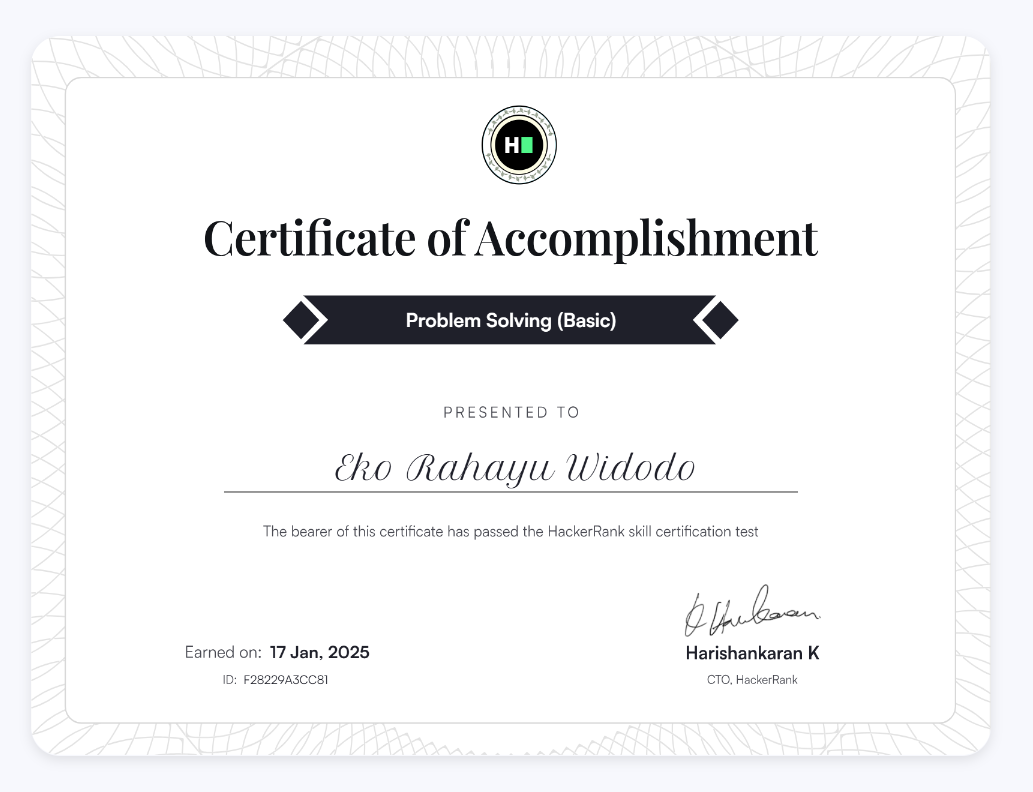 H
Certificate of Accomplishment
Problem Solving (Basic)
PRESENTED TO
Eko Rahayu Widodo
The bearer of this certificate has passed the HackerRank skill certification test
Earned on: 17 Jan, 2025
ID: F28229A3CC81
Harishankaran K
CTO, HackerRank